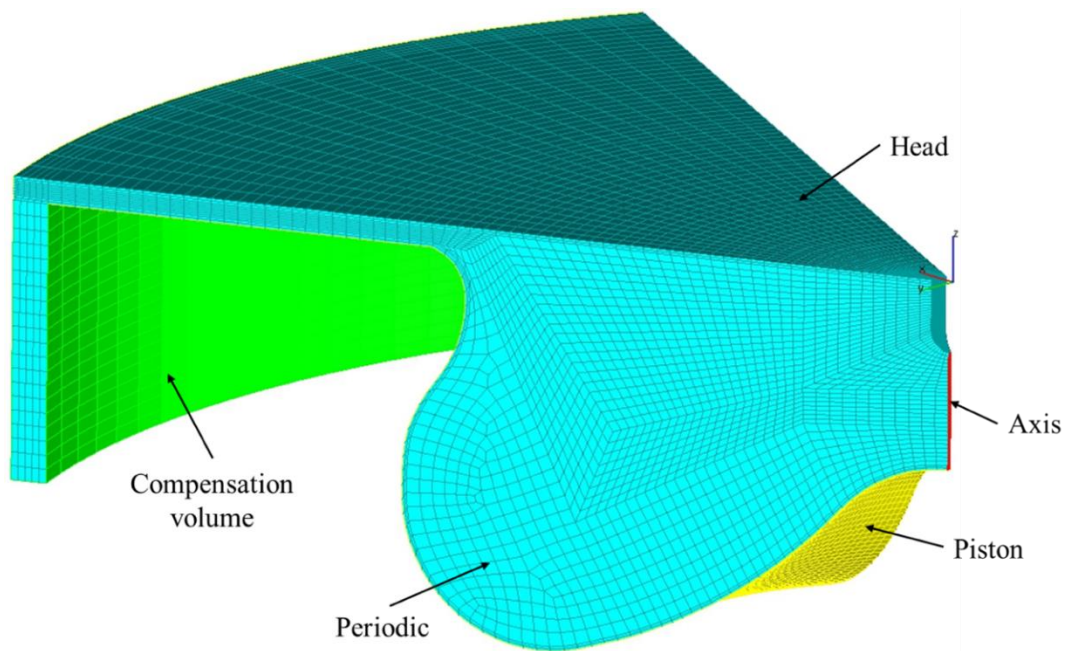 Head
z
x
y
Axis
Compensation
volume
Piston
Periodic